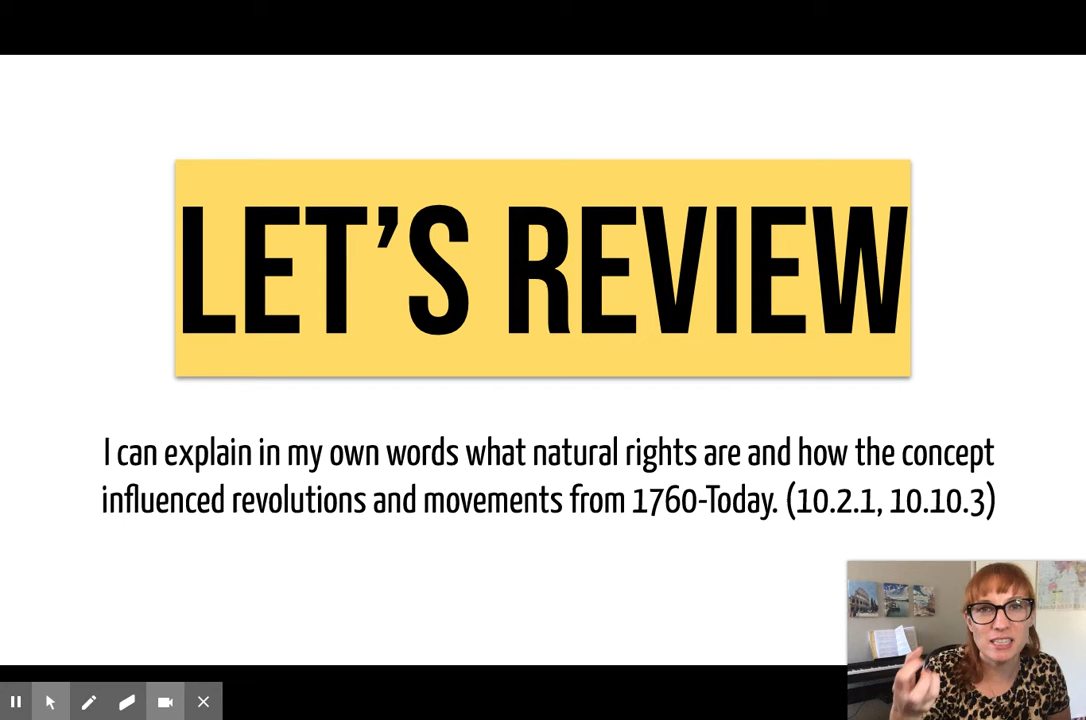 LET’S REVIEW
I can explain in my own words what natural rights are and how the concept
influenced revolutions and movements from 1760-Today. (10.2.1, 10.10.3)